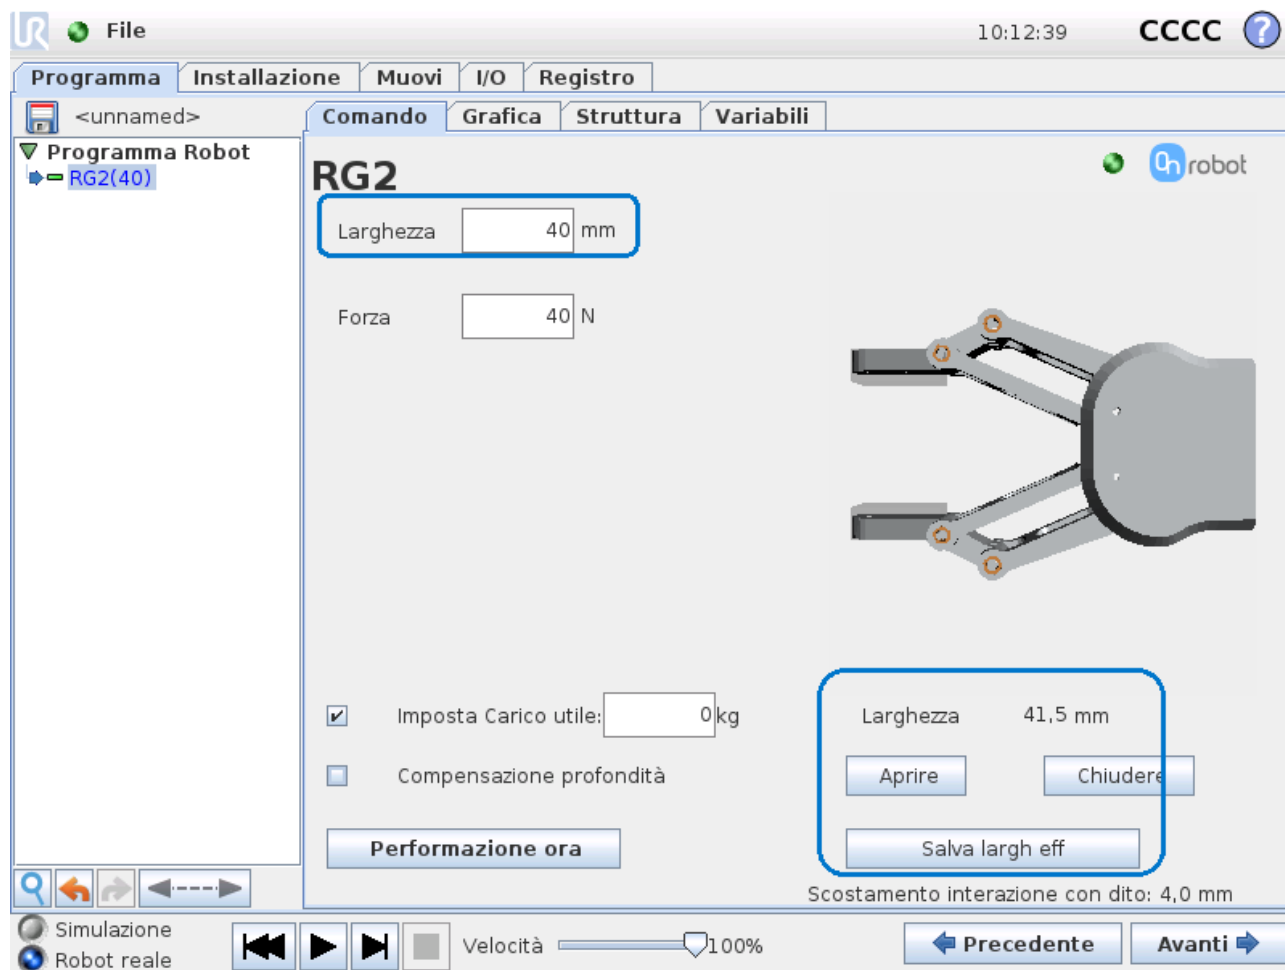 UR File 10:12:39 CCCC ?
Programma Installazione Muovi I/O Registro
<unnamed> Comando Grafica Struttura Variabili
Programma Robot
RG2(40)
RG2 On robot
Larghezza 40 mm
Forza 40 N
Imposta Carico utile: 0 kg Larghezza 41,5 mm
Compensazione profondità Aprire Chiudere
Performazione ora Salva largh eff
Scostamento interazione con dito: 4,0 mm
Simulazione
Robot reale
Velocità 100% Precedente Avanti